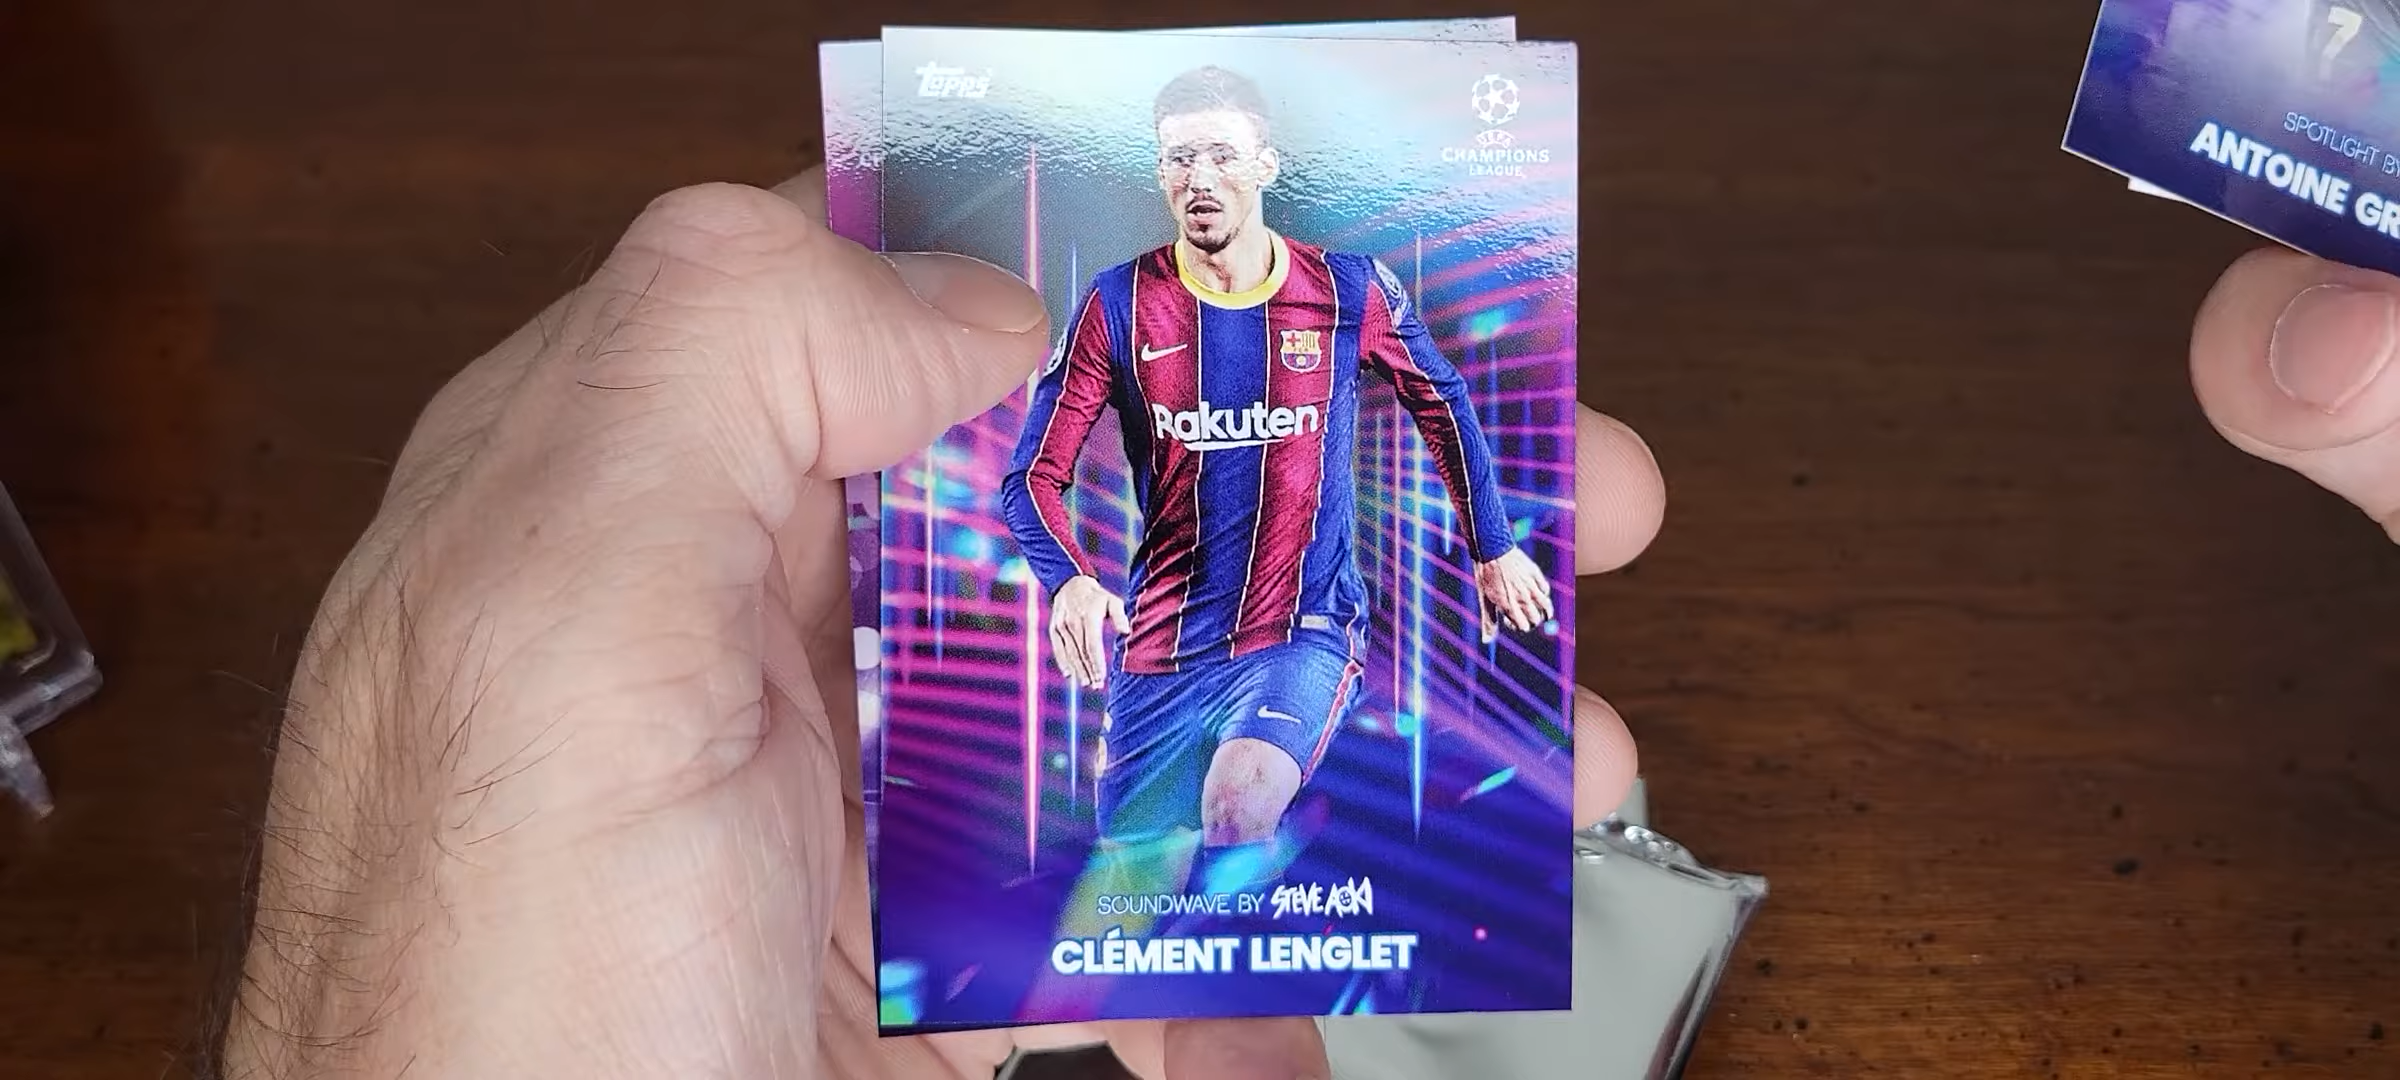 Topps
UEFA
CHAMPIONS
LEAGUE
Rakuten
SOUNDWAVE BY STEVE AOKI
CLÉMENT LENGLET
7
SPOTLIGHT BY
ANTOINE GR